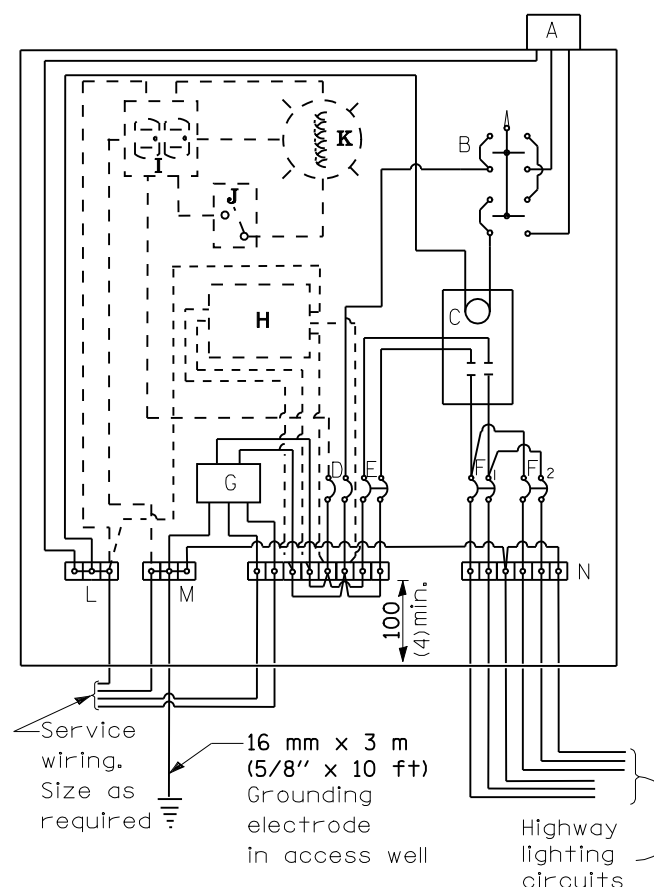 A
B
K
I
J
C
H
D
E
F1
F2
G
L
M
N
100
(4)min.
Service
wiring.
Size as
required
16 mm x 3 m
(5/8" x 10 ft)
Grounding
electrode
in access well
Highway
lighting
circuits